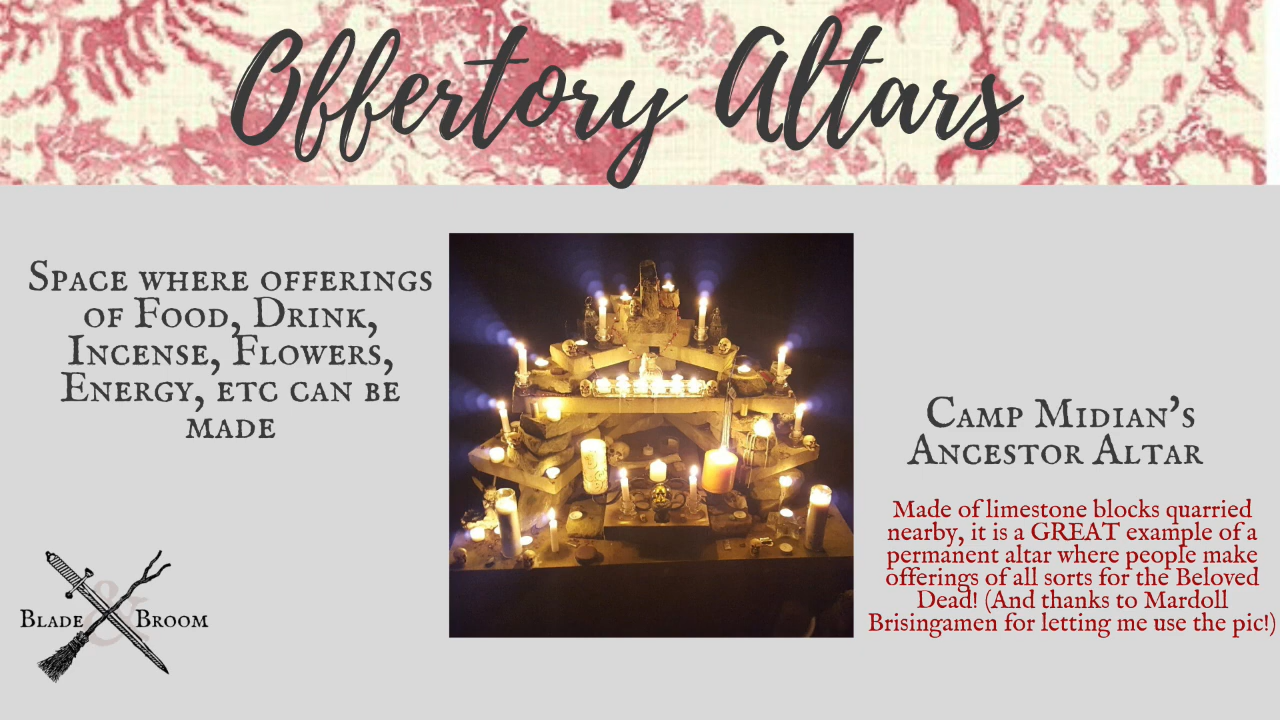 Offertory Altars
Space where offerings
of Food, Drink,
Incense, Flowers,
Energy, etc can be
made
Camp Midian's
Ancestor Altar
Made of limestone blocks quarried
nearby, it is a GREAT example of a
permanent altar where people make
offerings of all sorts for the Beloved
Dead! (And thanks to Mardoll
Brisingamen for letting me use the pic!)
Blade & Broom